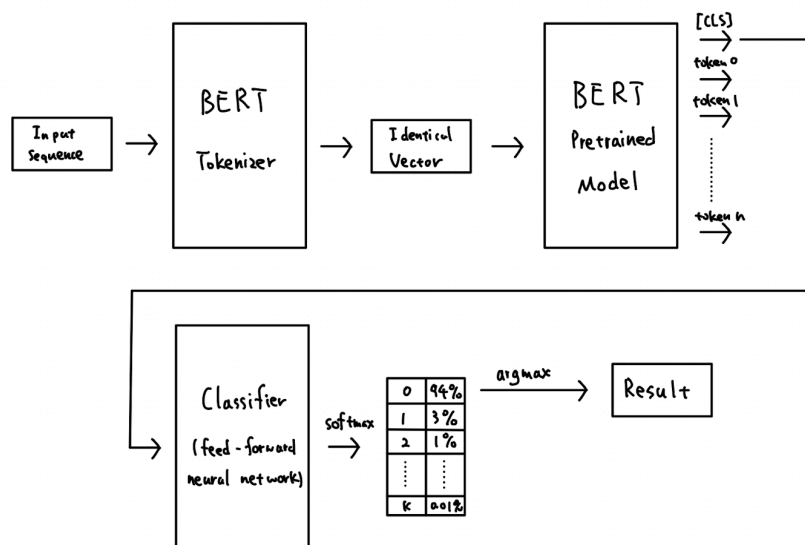 [CLS]
token 0
token 1
token n
BERT
Tokenizer
BERT
Pretrained
Model
Input
Sequence
Identical
Vector
Classifier
(feed-forward
neural network)
softmax
0 94%
1 3%
2 1%
K 0.01%
argmax
Result